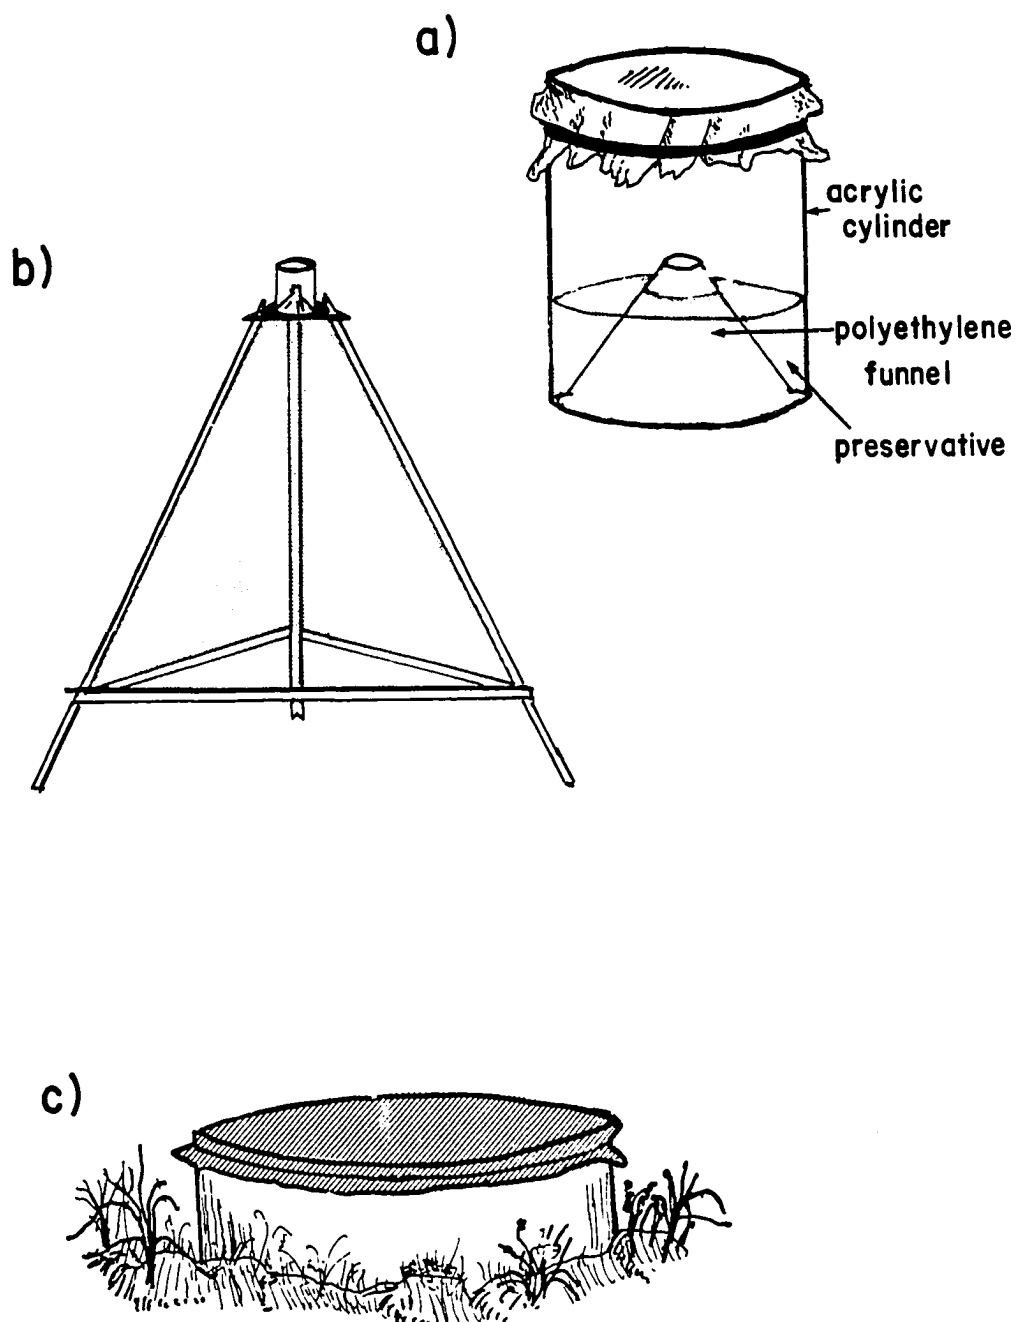 a)
acrylic
cylinder
b)
polyethylene
funnel
preservative
c)